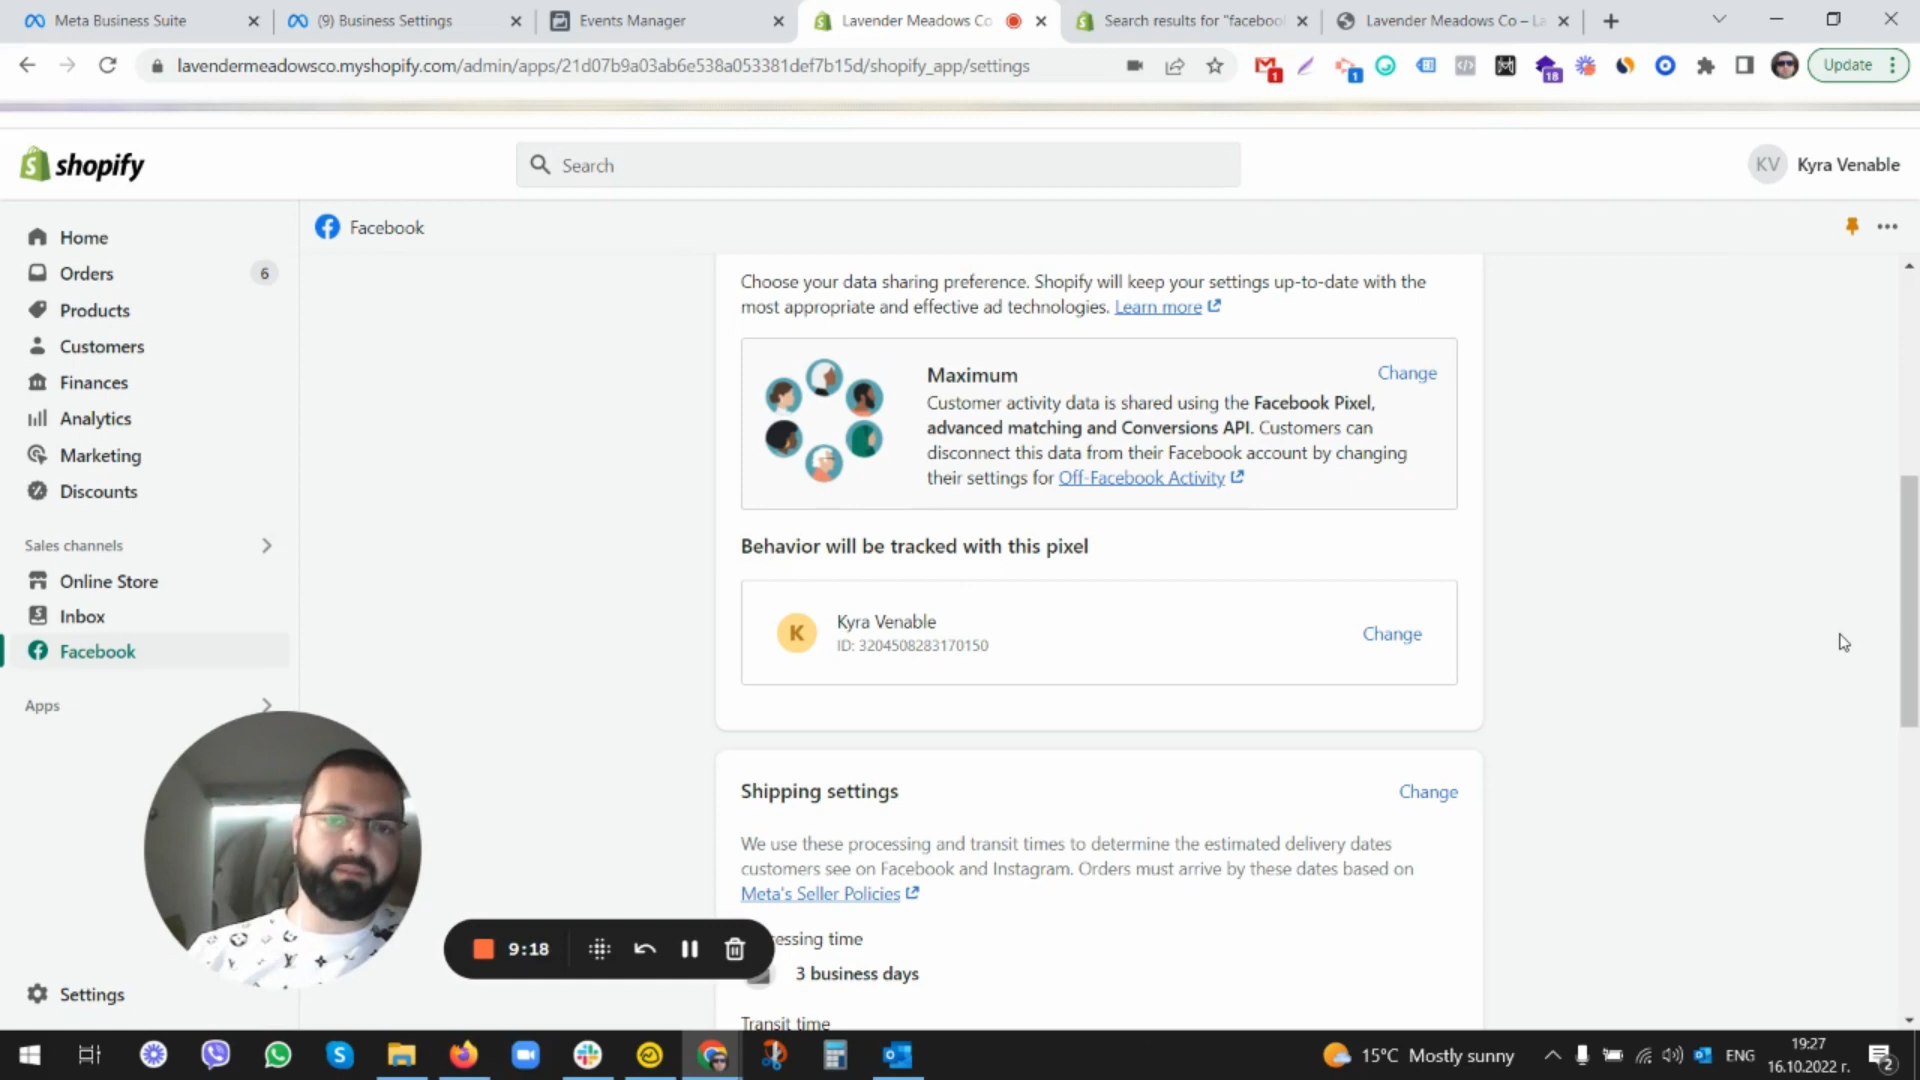 Meta Business Suite
(9) Business Settings
Events Manager
Lavender Meadows Co
Search results for "facebool
Lavender Meadows Co – La
lavendermeadowsco.myshopify.com/admin/apps/21d07b9a03ab6e538a053381def7b15d/shopify_app/settings
1
1
18
Update
shopify
Search
KV
Kyra Venable
Home
Orders
6
Products
Customers
Finances
Analytics
Marketing
Discounts
Sales channels
Online Store
Inbox
Facebook
Apps
Settings
Facebook
Choose your data sharing preference. Shopify will keep your settings up-to-date with the
most appropriate and effective ad technologies. Learn more
Maximum
Change
Customer activity data is shared using the Facebook Pixel,
advanced matching and Conversions API. Customers can
disconnect this data from their Facebook account by changing
their settings for Off-Facebook Activity
Behavior will be tracked with this pixel
K
Kyra Venable
ID: 3204508283170150
Change
Shipping settings
Change
We use these processing and transit times to determine the estimated delivery dates
customers see on Facebook and Instagram. Orders must arrive by these dates based on
Meta's Seller Policies
essing time
3 business days
Transit time
9:18
15°C Mostly sunny
ENG
19:27
16.10.2022 г.
2